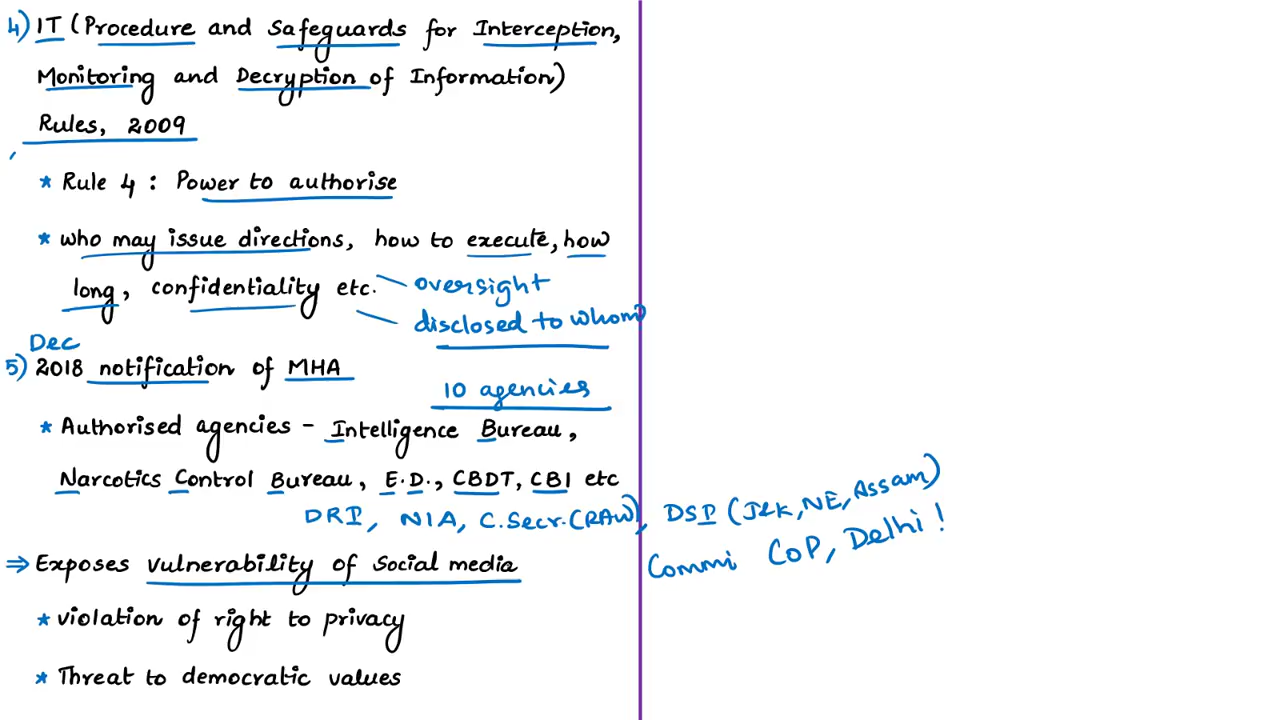 4) IT (Procedure and Safeguards for Interception,
Monitoring and Decryption of Information)
Rules, 2009
* Rule 4 : Power to authorise
* who may issue directions, how to execute, how
long, confidentiality etc.
oversight
disclosed to whom?
Dec
5) 2018 notification of MHA
10 agencies
* Authorised agencies - Intelligence Bureau,
Narcotics Control Bureau, E.D., CBDT, CBI etc
DRI, NIA, C.Secr.(RAW), DSI (J&K, NE, Assam)
Commi CoP, Delhi!
⇒ Exposes vulnerability of Social media
* violation of right to privacy
* Threat to democratic values